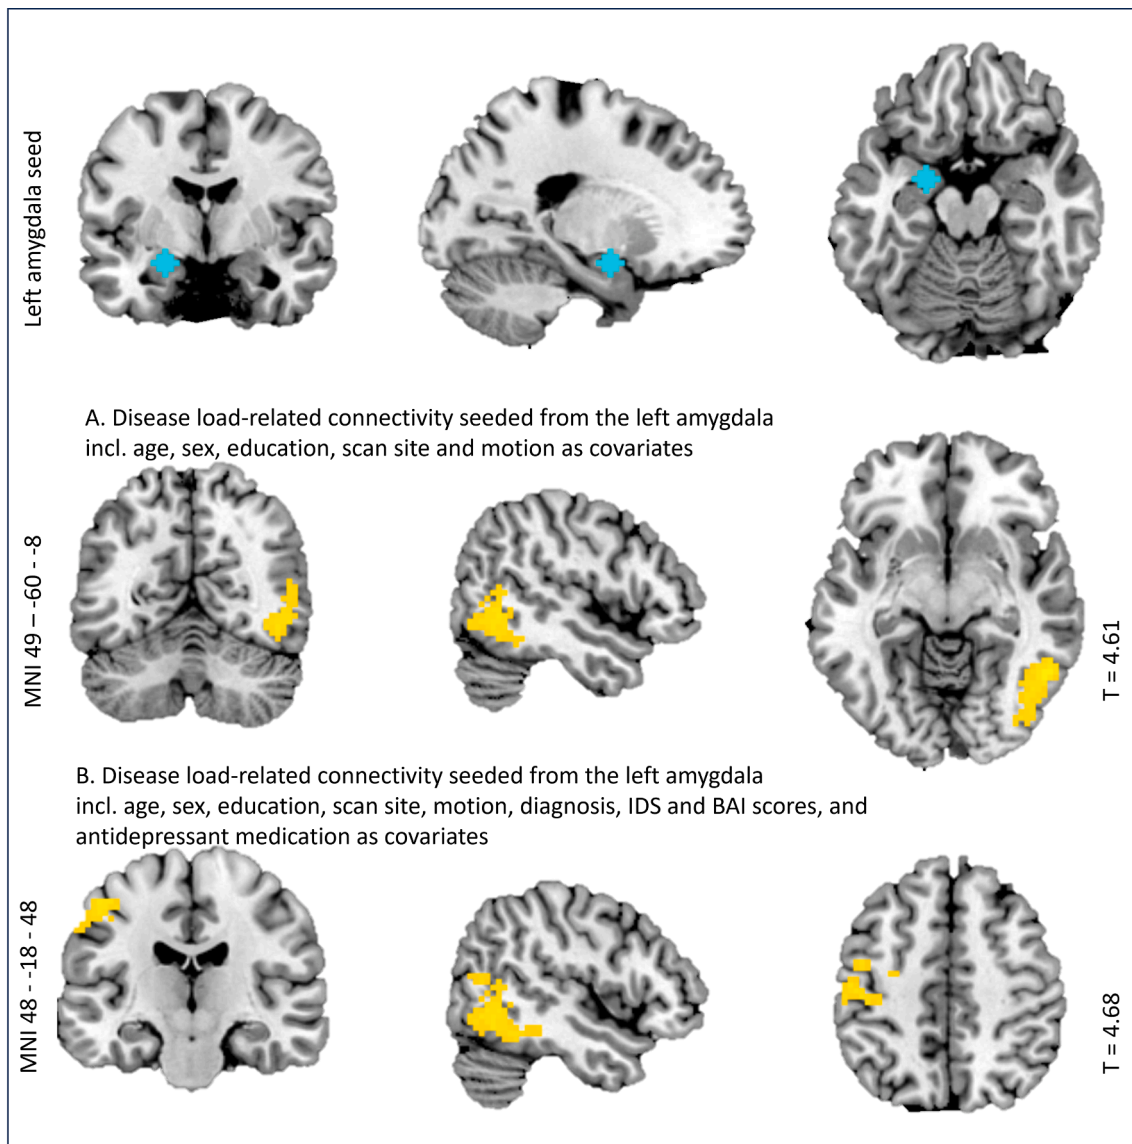 Left amygdala seed
A. Disease load-related connectivity seeded from the left amygdala
incl. age, sex, education, scan site and motion as covariates
MNI 49 – -60 - -8
T = 4.61
B. Disease load-related connectivity seeded from the left amygdala
incl. age, sex, education, scan site, motion, diagnosis, IDS and BAI scores, and
antidepressant medication as covariates
MNI 48 - -18 - 48
T = 4.68